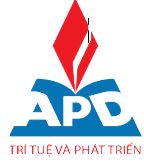 APD
TRÍ TUỆ VÀ PHÁT TRIỂN